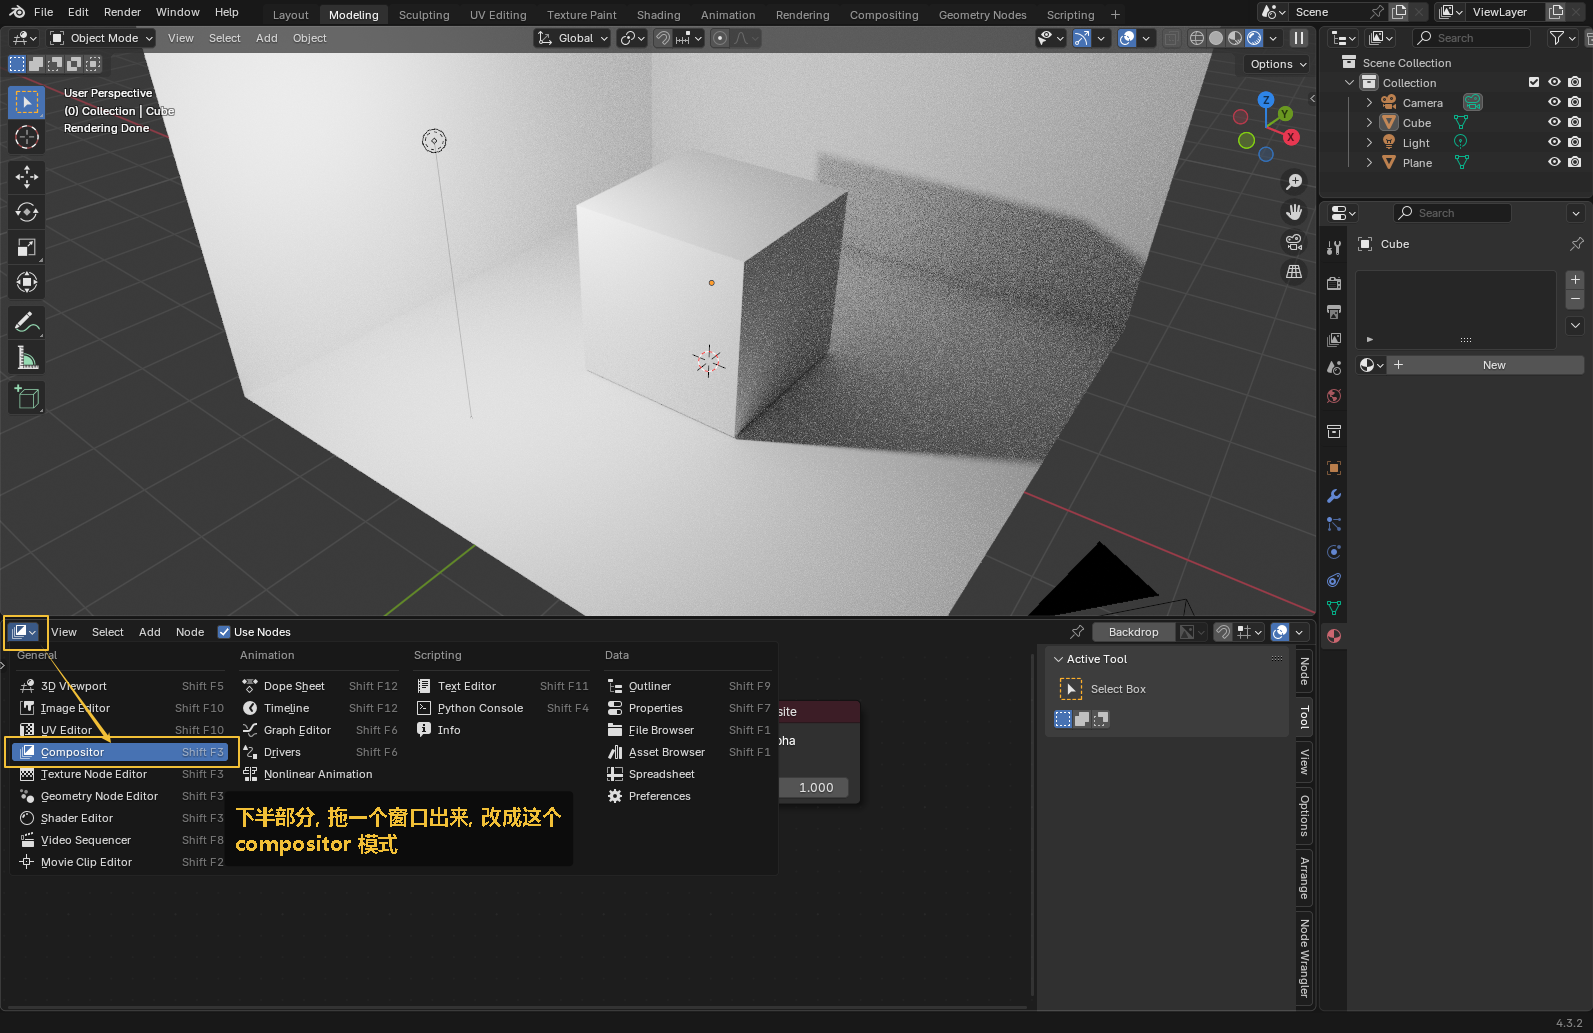 File Edit Render Window Help
Layout Modeling Sculpting UV Editing Texture Paint Shading Animation Rendering Compositing Geometry Nodes Scripting +
Scene
ViewLayer
Object Mode View Select Add Object
Global
Options
User Perspective
(0) Collection | Cube
Rendering Done
Z
Y
X
Search
Scene Collection
Collection
Camera
Cube
Light
Plane
Search
Cube
New
View Select Add Node Use Nodes
Backdrop
General
3D Viewport Shift F5
Image Editor Shift F10
UV Editor Shift F10
Compositor Shift F3
Texture Node Editor Shift F3
Geometry Node Editor Shift F3
Shader Editor Shift F3
Video Sequencer Shift F8
Movie Clip Editor Shift F2
Animation
Dope Sheet Shift F12
Timeline Shift F12
Graph Editor Shift F6
Drivers Shift F6
Nonlinear Animation
Scripting
Text Editor Shift F11
Python Console Shift F4
Info
Data
Outliner Shift F9
Properties Shift F7
File Browser Shift F1
Asset Browser Shift F1
Spreadsheet
Preferences
site
pha
1.000
下半部分, 拖一个窗口出来, 改成这个
compositor 模式
Active Tool
Select Box
Node
Tool
View
Options
Arrange
Node Wrangler
4.3.2